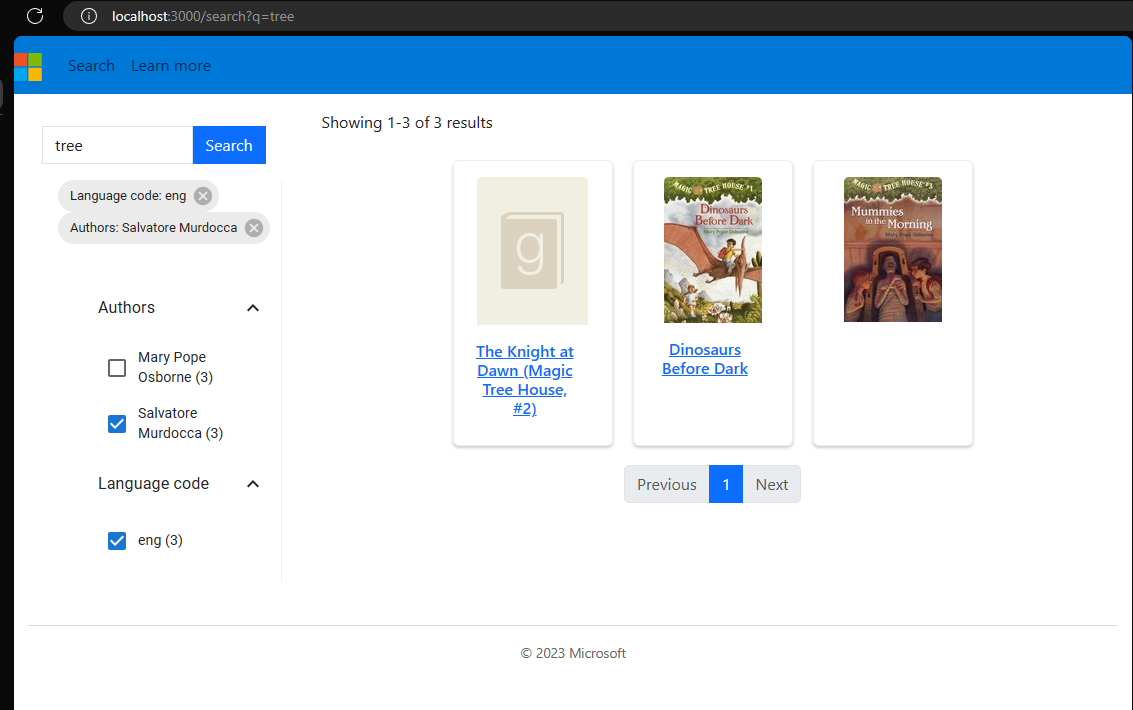 localhost:3000/search?q=tree
Search Learn more
tree Search
Language code: eng
Authors: Salvatore Murdocca
Authors
Mary Pope
Osborne (3)
Salvatore
Murdocca (3)
Language code
eng (3)
Showing 1-3 of 3 results
g
The Knight at
Dawn (Magic
Tree House,
#2)
MAGIC TREE HOUSE #1
Dinosaurs
Before Dark
Mary Pope Osborne
Dinosaurs
Before Dark
MAGIC TREE HOUSE #3
Mummies
in the Morning
Mary Pope Osborne
Previous 1 Next
© 2023 Microsoft